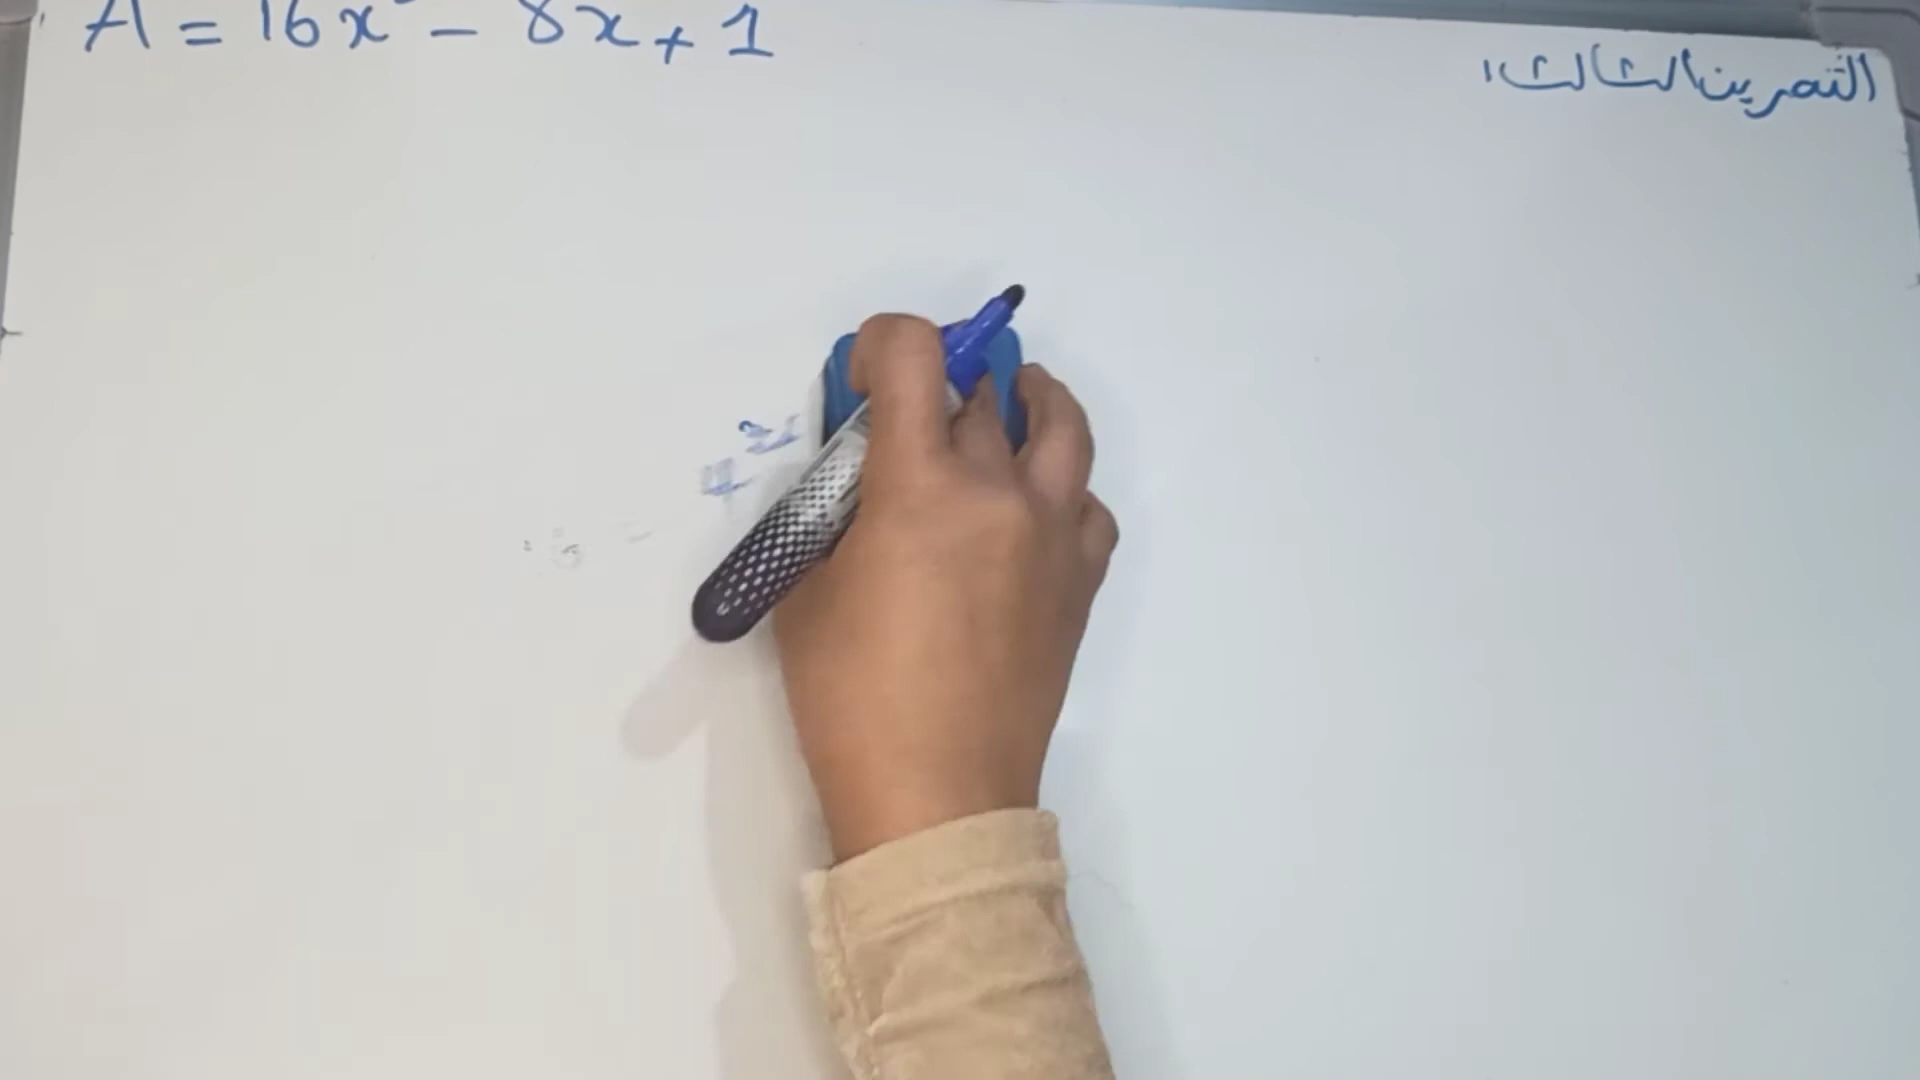 A = 16x² - 8x + 1
التمرين الثالث: